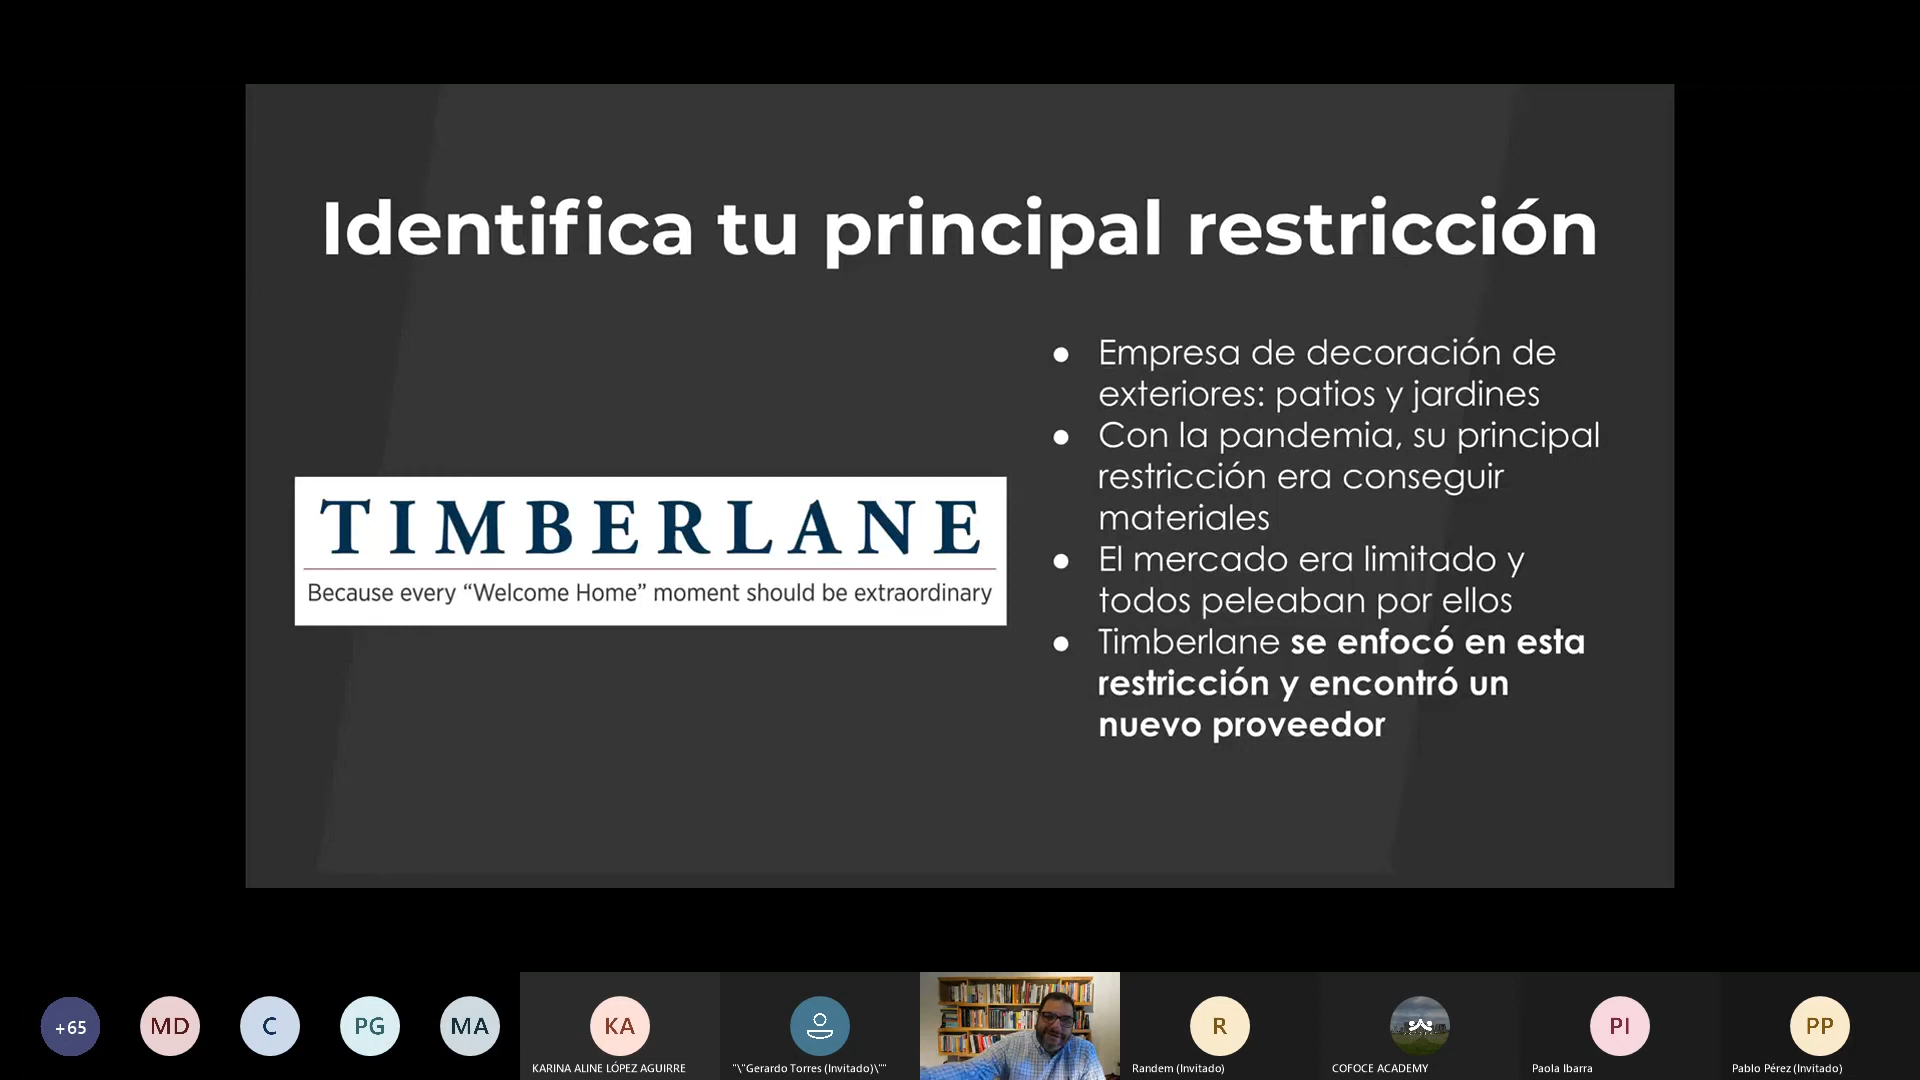 Identifica tu principal restricción
TIMBERLANE
Because every “Welcome Home” moment should be extraordinary
● Empresa de decoración de
exteriores: patios y jardines
● Con la pandemia, su principal
restricción era conseguir
materiales
● El mercado era limitado y
todos peleaban por ellos
● Timberlane se enfocó en esta
restricción y encontró un
nuevo proveedor
+65
MD
C
PG
MA
KA
KARINA ALINE LÓPEZ AGUIRRE
"\"Gerardo Torres (Invitado)\""
R
Randem (Invitado)
COFOCE ACADEMY
PI
Paola Ibarra
PP
Pablo Pérez (Invitado)